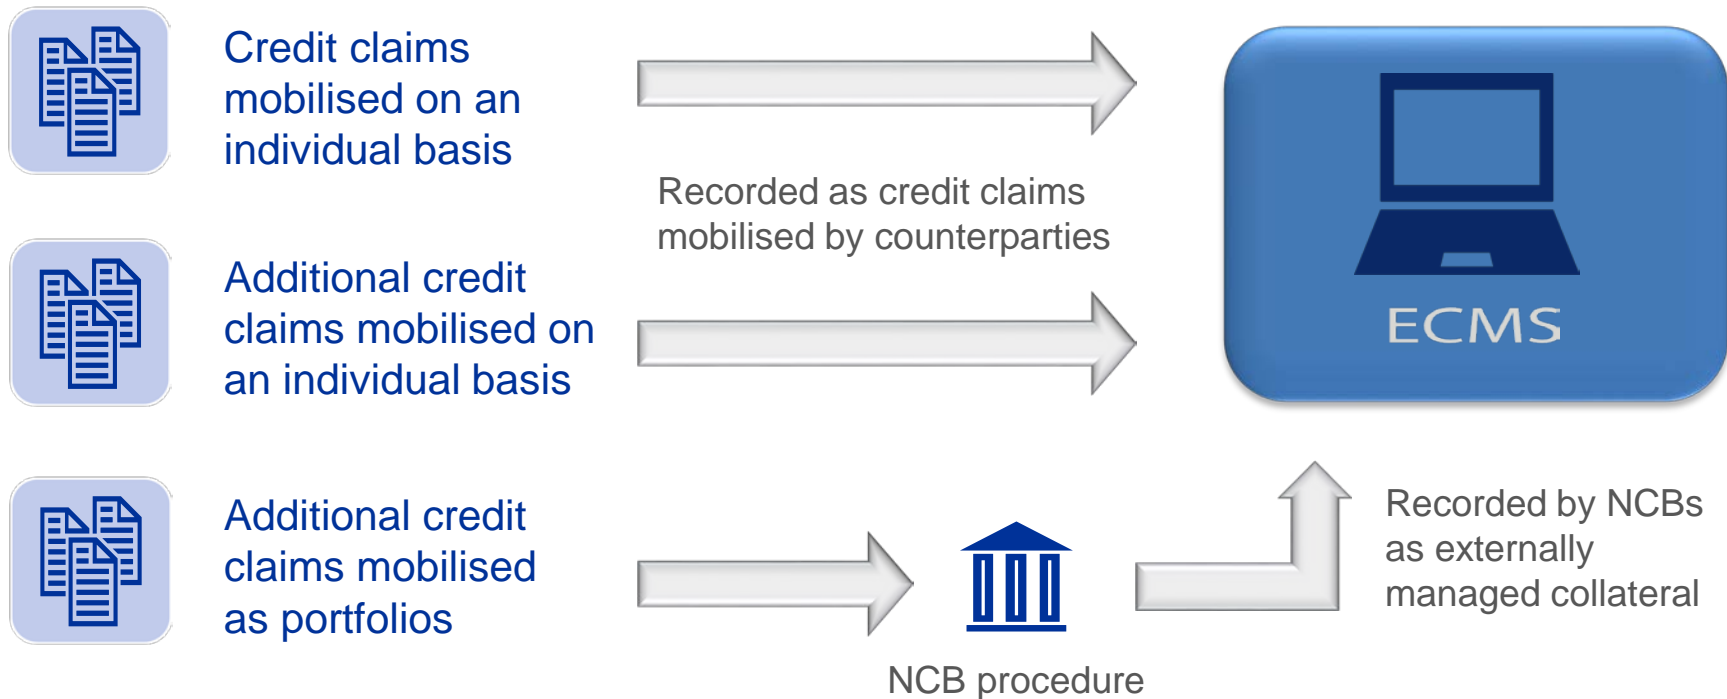 Credit claims
mobilised on an
individual basis
Recorded as credit claims
mobilised by counterparties
ECMS
Additional credit
claims mobilised on
an individual basis
Additional credit
claims mobilised
as portfolios
NCB procedure
Recorded by NCBs
as externally
managed collateral